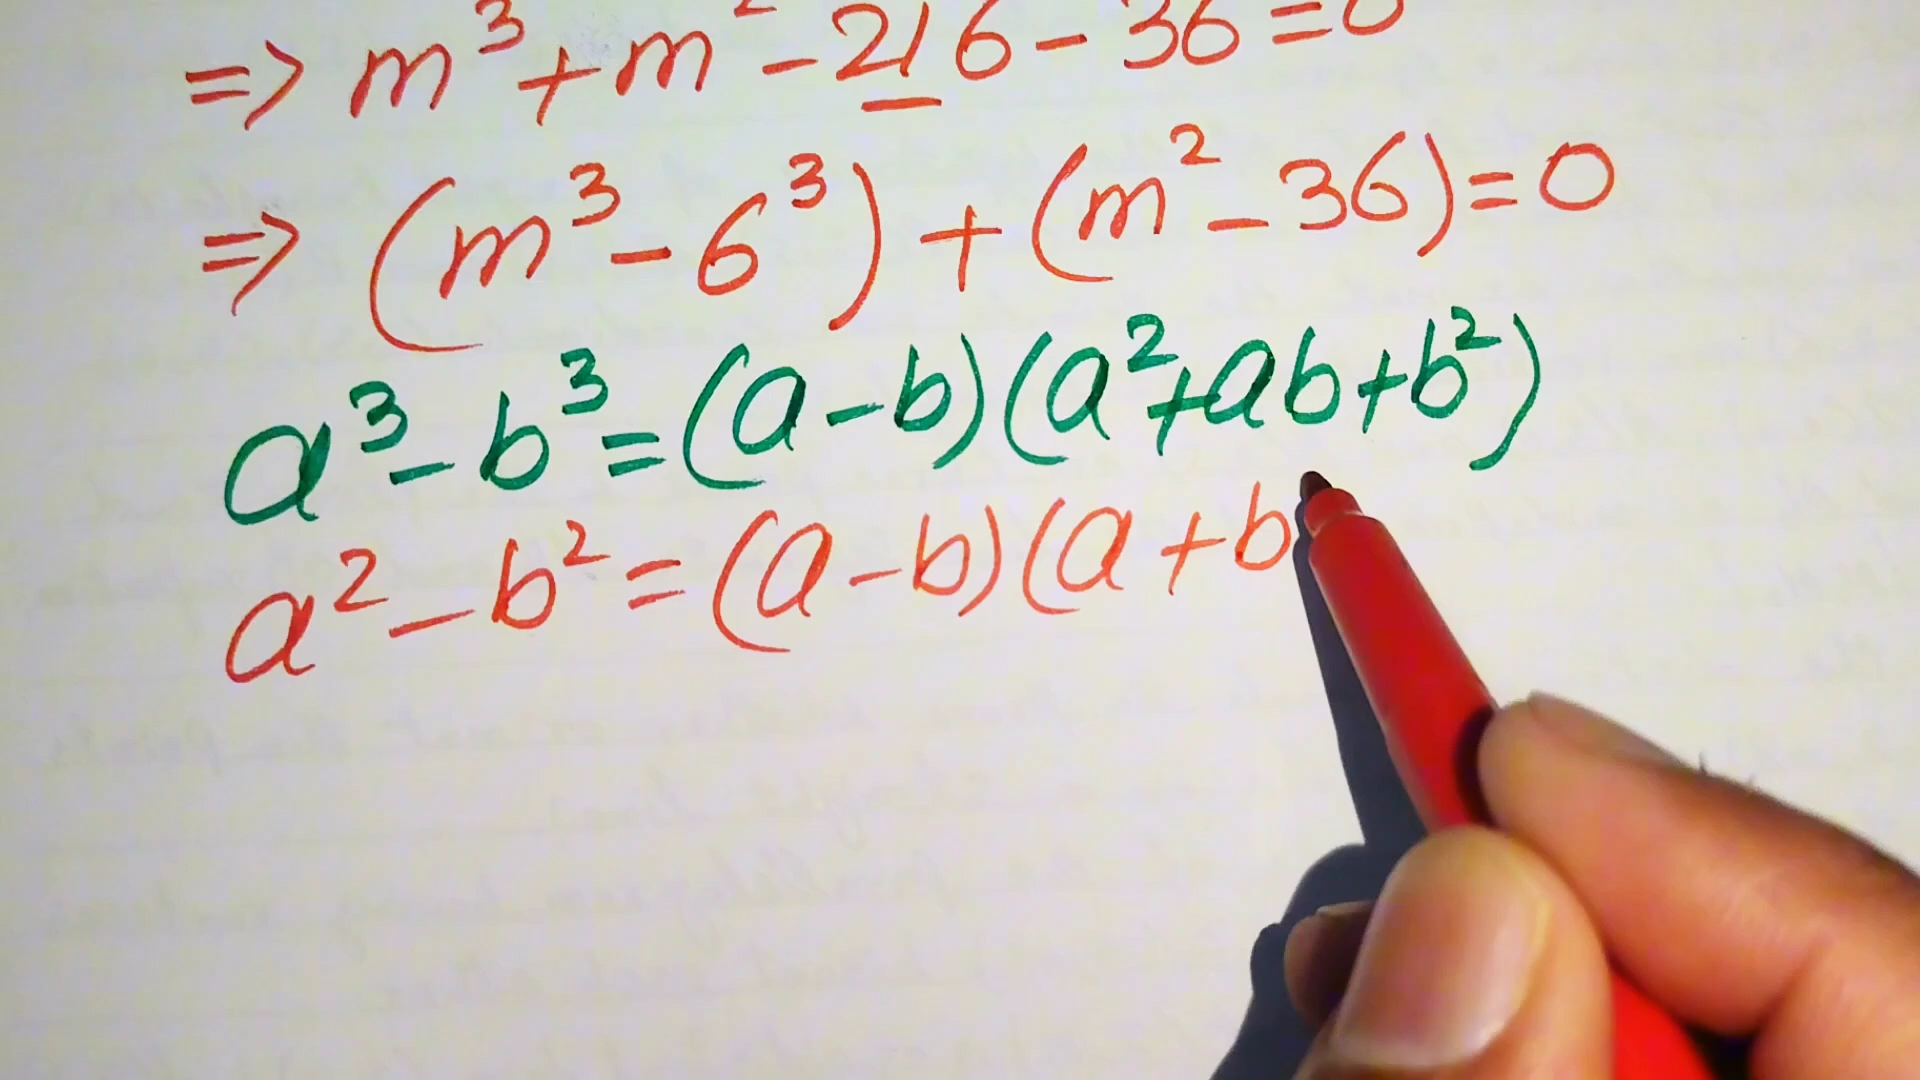 => m³ + m² - 216 - 36 = 0
=> (m³ - 6³) + (m² - 36) = 0
a³ - b³ = (a - b)(a² + ab + b²)
a² - b² = (a - b)(a + b